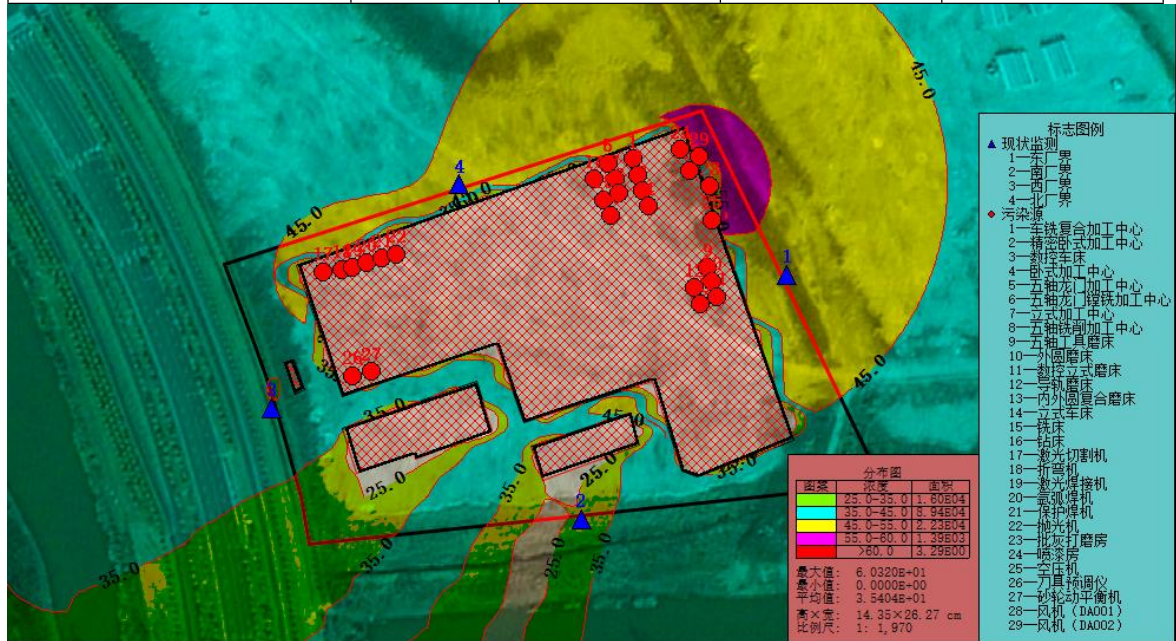 45.0
4
6
1
29
45.0
45.0
1
9
26 27
45.0
35.0
35.0
45.0
25.0
25.0
35.0
35.0
2
25.0
35.0
35.0
35.0
标志图例
现状监测
1—东厂界
2—南厂界
3—西厂界
4—北厂界
污染源
1—车铣复合加工中心
2—精密卧式加工中心
3—数控车床
4—卧式加工中心
5—五轴龙门加工中心
6—五轴龙门镗铣加工中心
7—立式加工中心
8—五轴铣削加工中心
9—五轴工具磨床
10—外圆磨床
11—数控立式磨床
12—导轨磨床
13—内外圆复合磨床
14—立式车床
15—铣床
16—钻床
17—激光切割机
18—折弯机
19—激光焊接机
20—氩弧焊机
21—保护焊机
22—抛光机
23—批灰打磨房
24—喷漆房
25—空压机
26—刀具预调仪
27—砂轮动平衡机
28—风机（DA001）
29—风机（DA002）
分布图
图案 浓度 面积
25.0-35.0 1.60E04
35.0-45.0 8.94E04
45.0-55.0 2.23E04
55.0-60.0 1.39E03
>60.0 3.29E00
最大值: 6.0320E+01
最小值: 0.0000E+00
平均值: 3.5404E+01
高×宽: 14.35×26.27 cm
比例尺: 1: 1,970